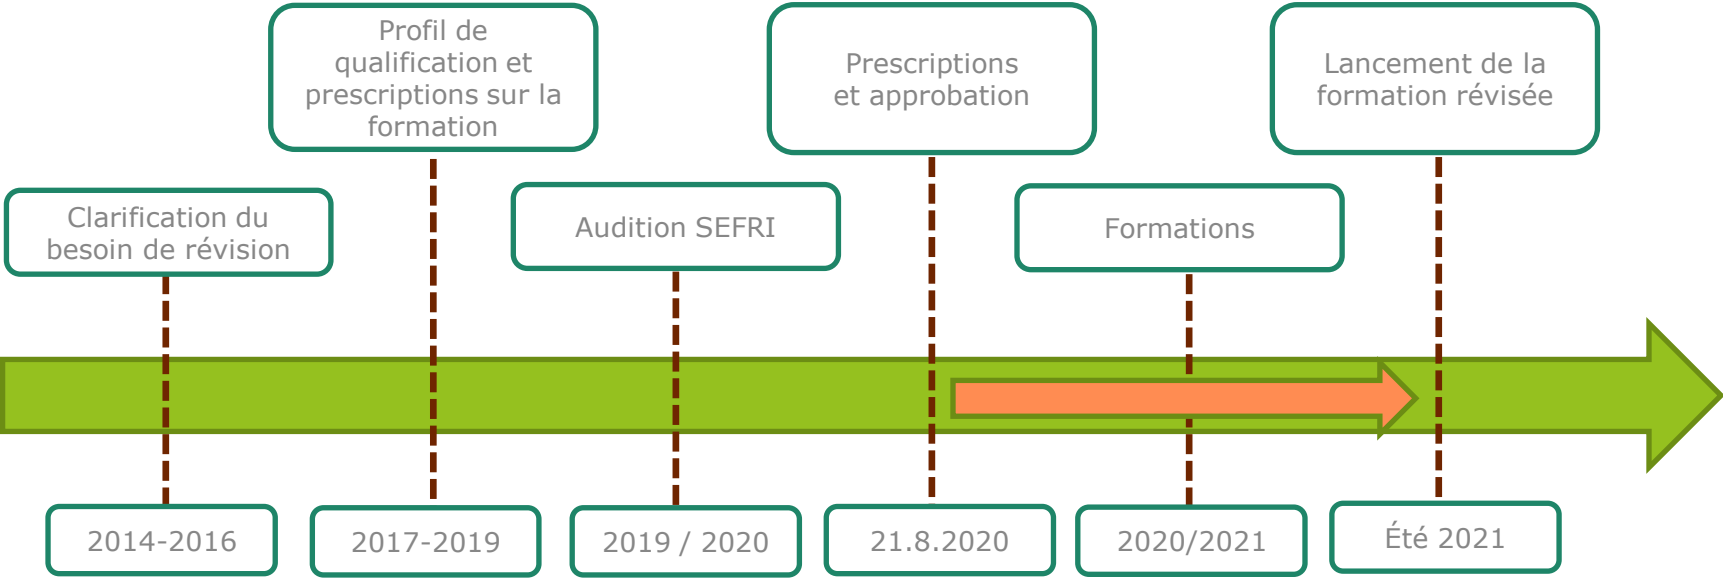 Profil de
qualification et
prescriptions sur la
formation
Prescriptions
et approbation
Lancement de la
formation révisée
Clarification du
besoin de révision
Audition SEFRI
Formations
2014-2016
2017-2019
2019 / 2020
21.8.2020
2020/2021
Été 2021